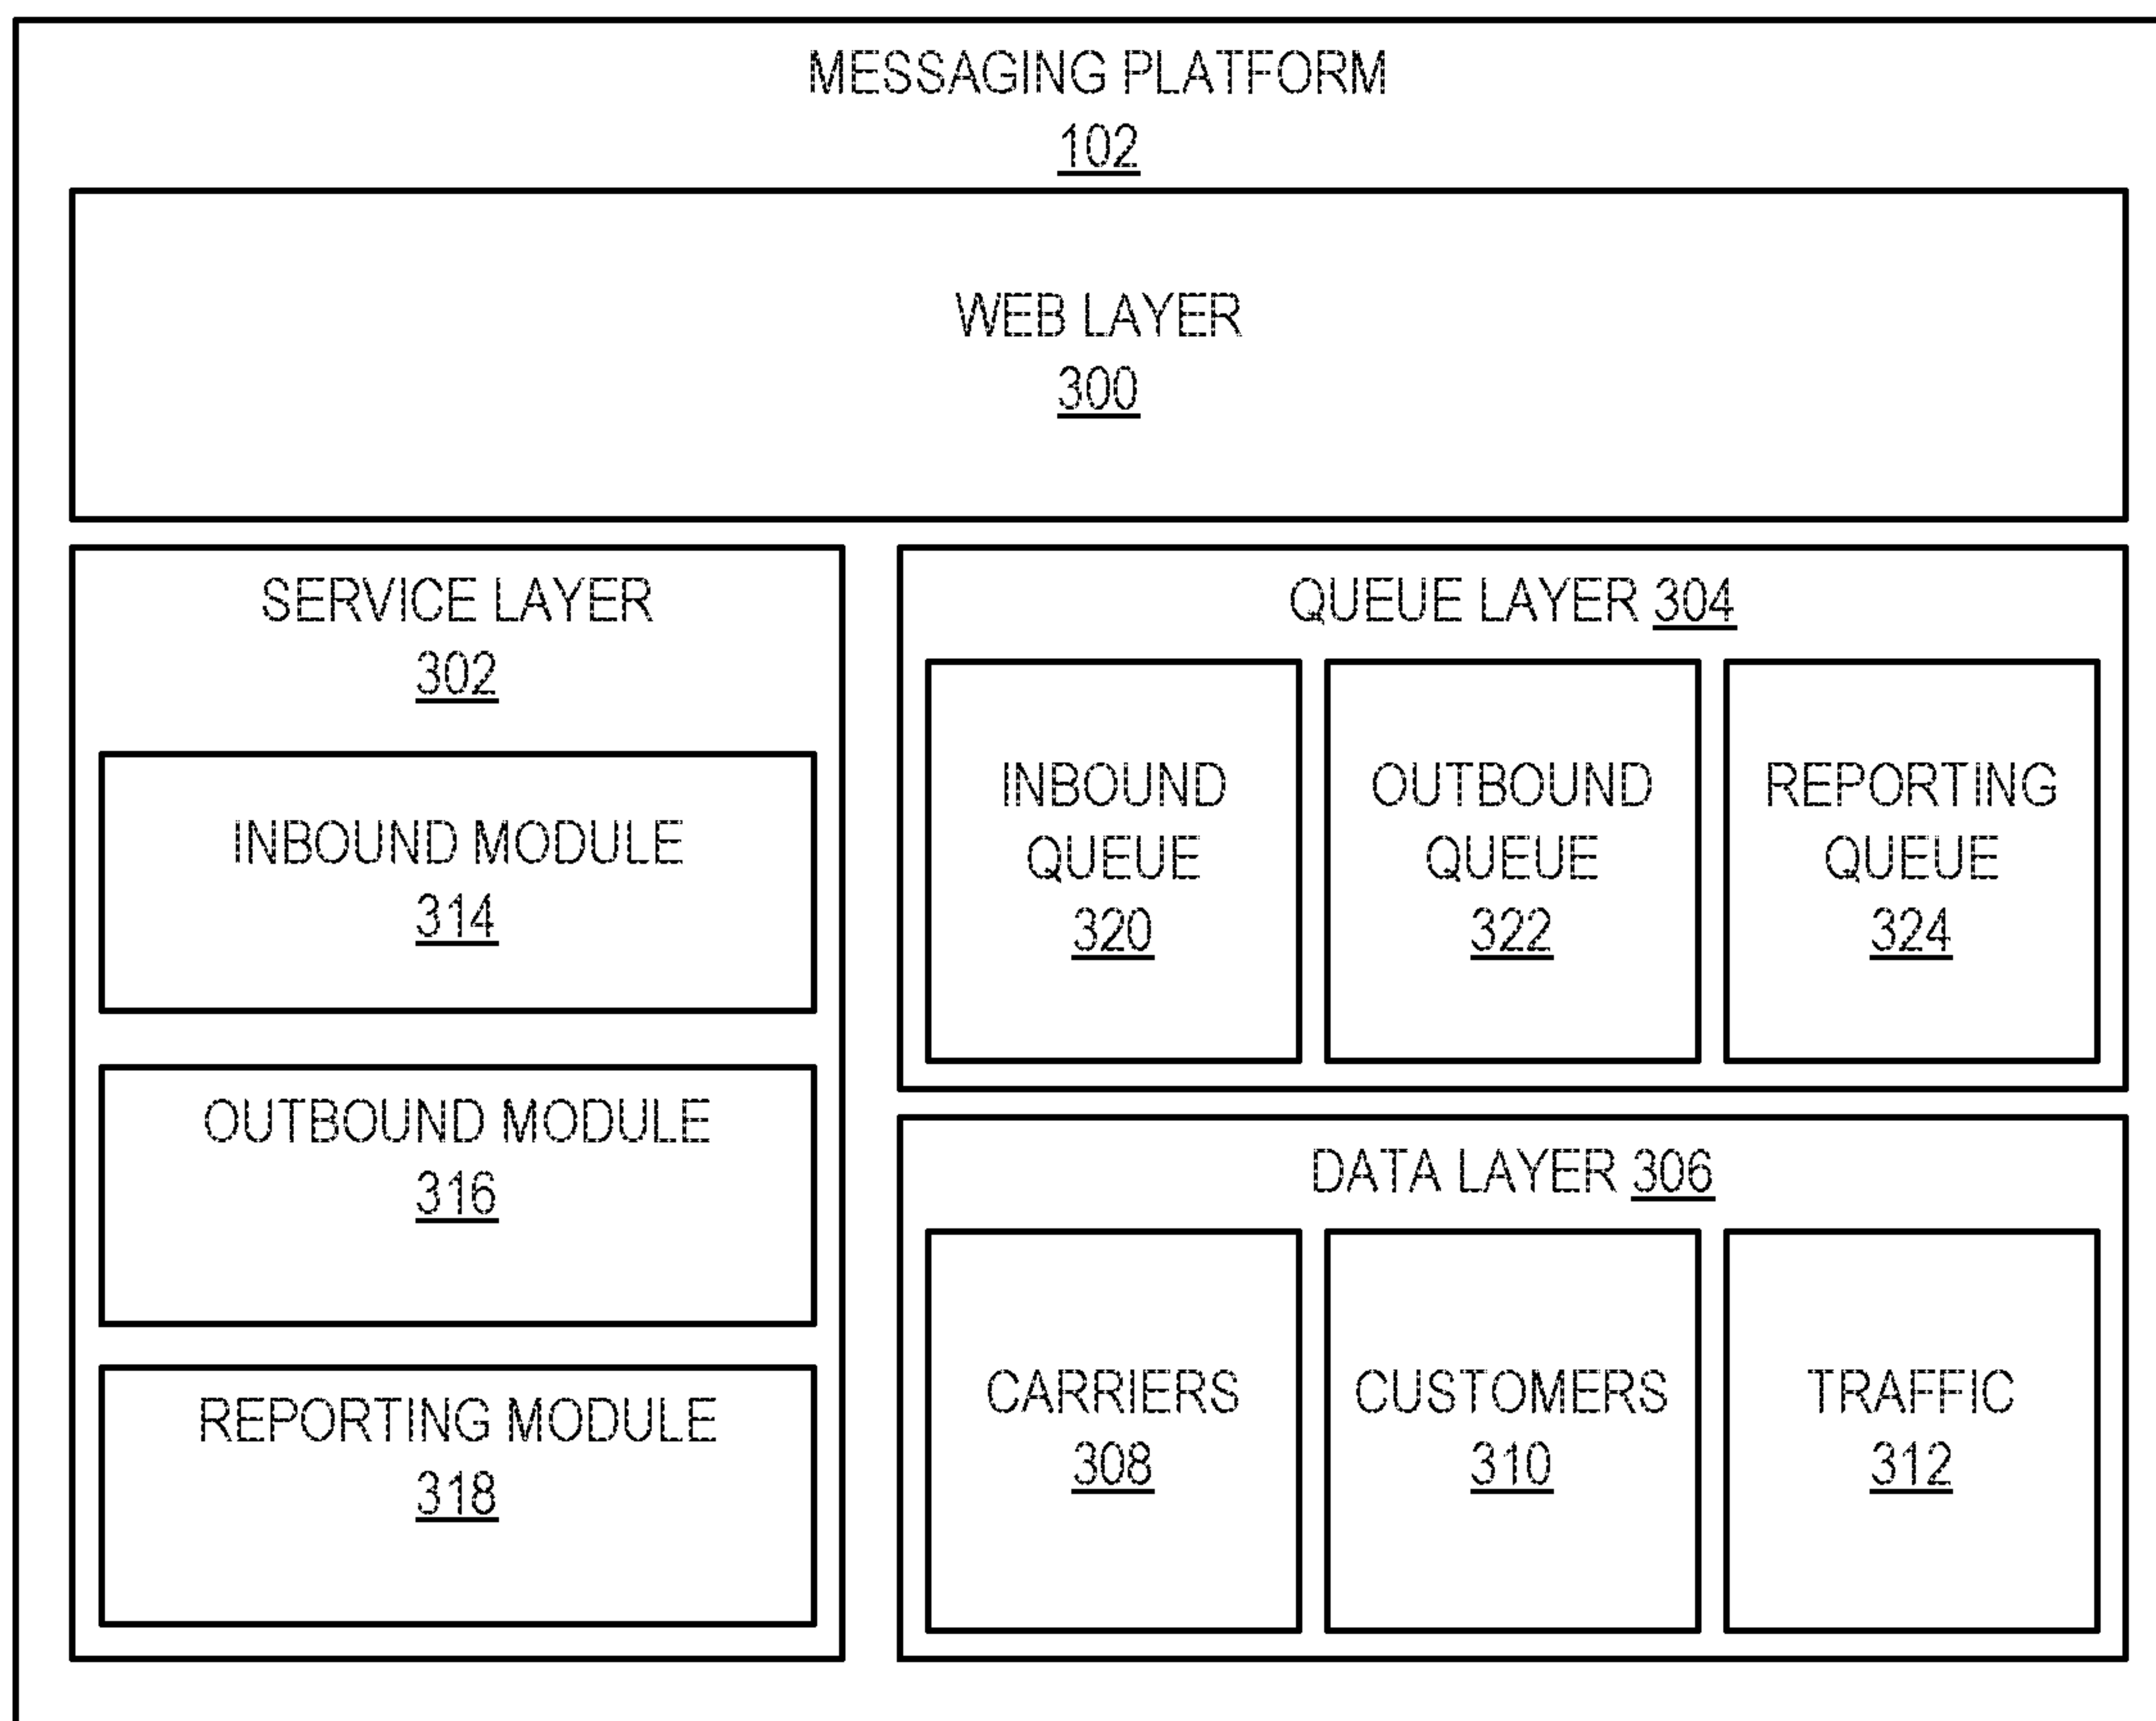 MESSAGING PLATFORM
102
WEB LAYER
300
SERVICE LAYER
302
INBOUND MODULE
314
OUTBOUND MODULE
316
REPORTING MODULE
318
QUEUE LAYER 304
INBOUND
QUEUE
320
OUTBOUND
QUEUE
322
REPORTING
QUEUE
324
DATA LAYER 306
CARRIERS
308
CUSTOMERS
310
TRAFFIC
312